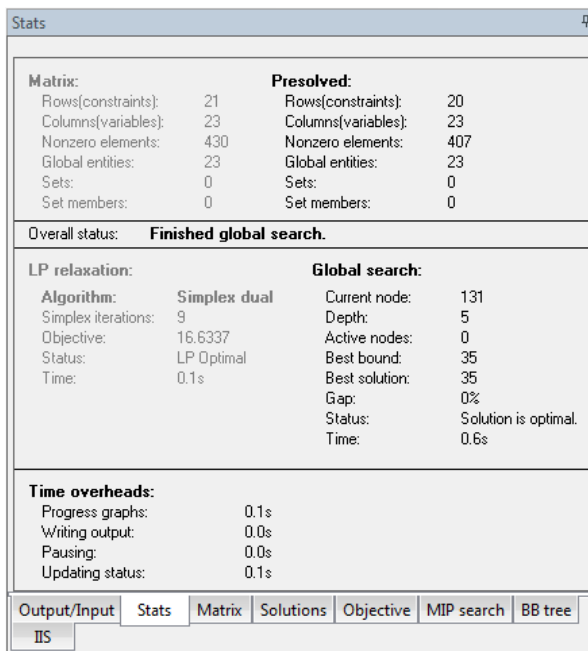 Stats
Matrix: Presolved:
Rows(constraints): 21 Rows(constraints): 20
Columns(variables): 23 Columns(variables): 23
Nonzero elements: 430 Nonzero elements: 407
Global entities: 23 Global entities: 23
Sets: 0 Sets: 0
Set members: 0 Set members: 0
Overall status: Finished global search.
LP relaxation: Global search:
Algorithm: Simplex dual Current node: 131
Simplex iterations: 9 Depth: 5
Objective: 16.6337 Active nodes: 0
Status: LP Optimal Best bound: 35
Time: 0.1s Best solution: 35
Gap: 0%
Status: Solution is optimal.
Time: 0.6s
Time overheads:
Progress graphs: 0.1s
Writing output: 0.0s
Pausing: 0.0s
Updating status: 0.1s
Output/Input Stats Matrix Solutions Objective MIP search BB tree
IIS